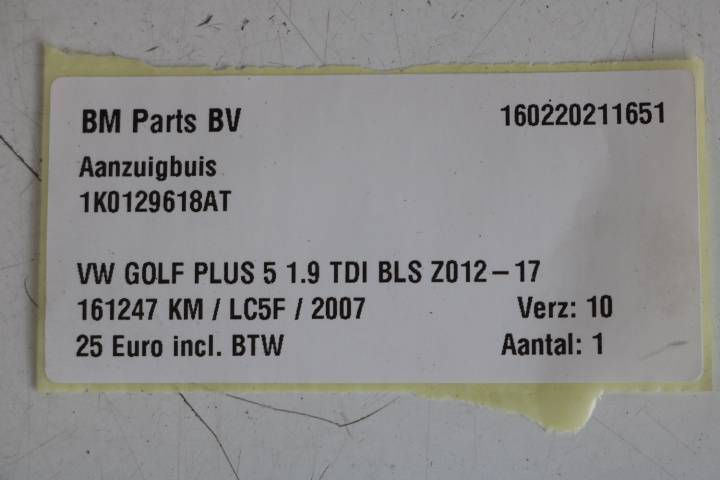 BM Parts BV 160220211651
Aanzuigbuis
1K0129618AT
VW GOLF PLUS 5 1.9 TDI BLS Z012-17
161247 KM / LC5F / 2007 Verz: 10
25 Euro incl. BTW Aantal: 1